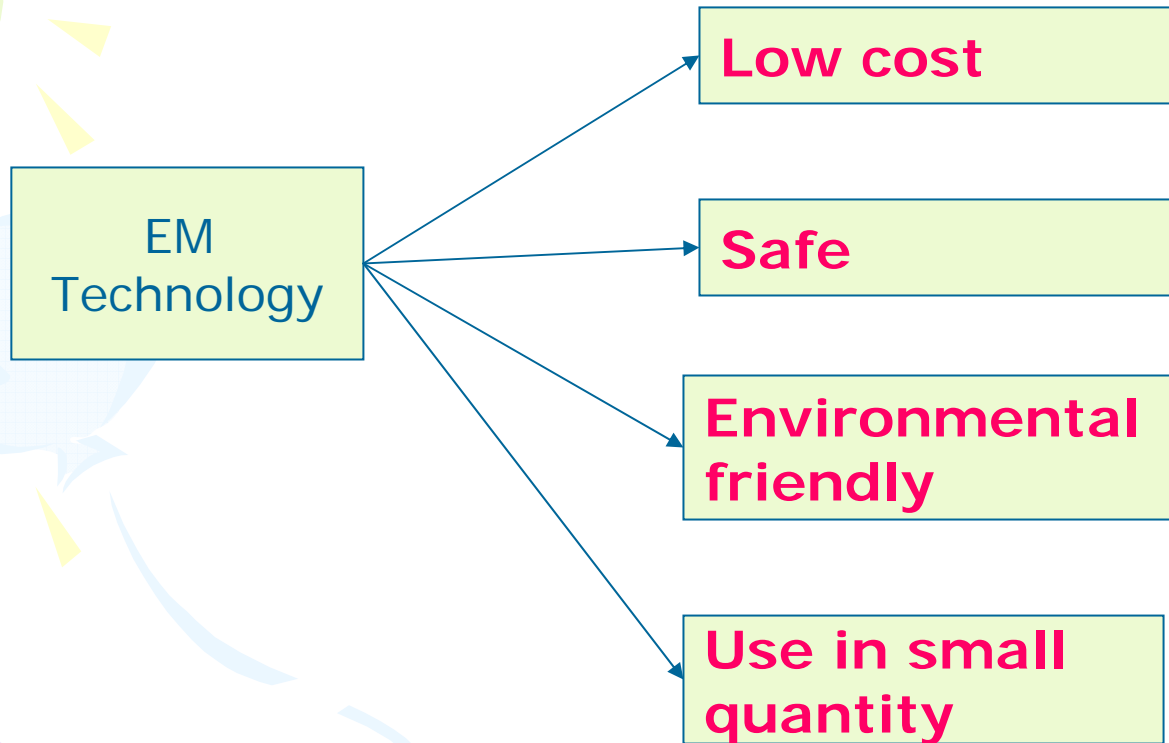 EM
Technology
Low cost
Safe
Environmental
friendly
Use in small
quantity